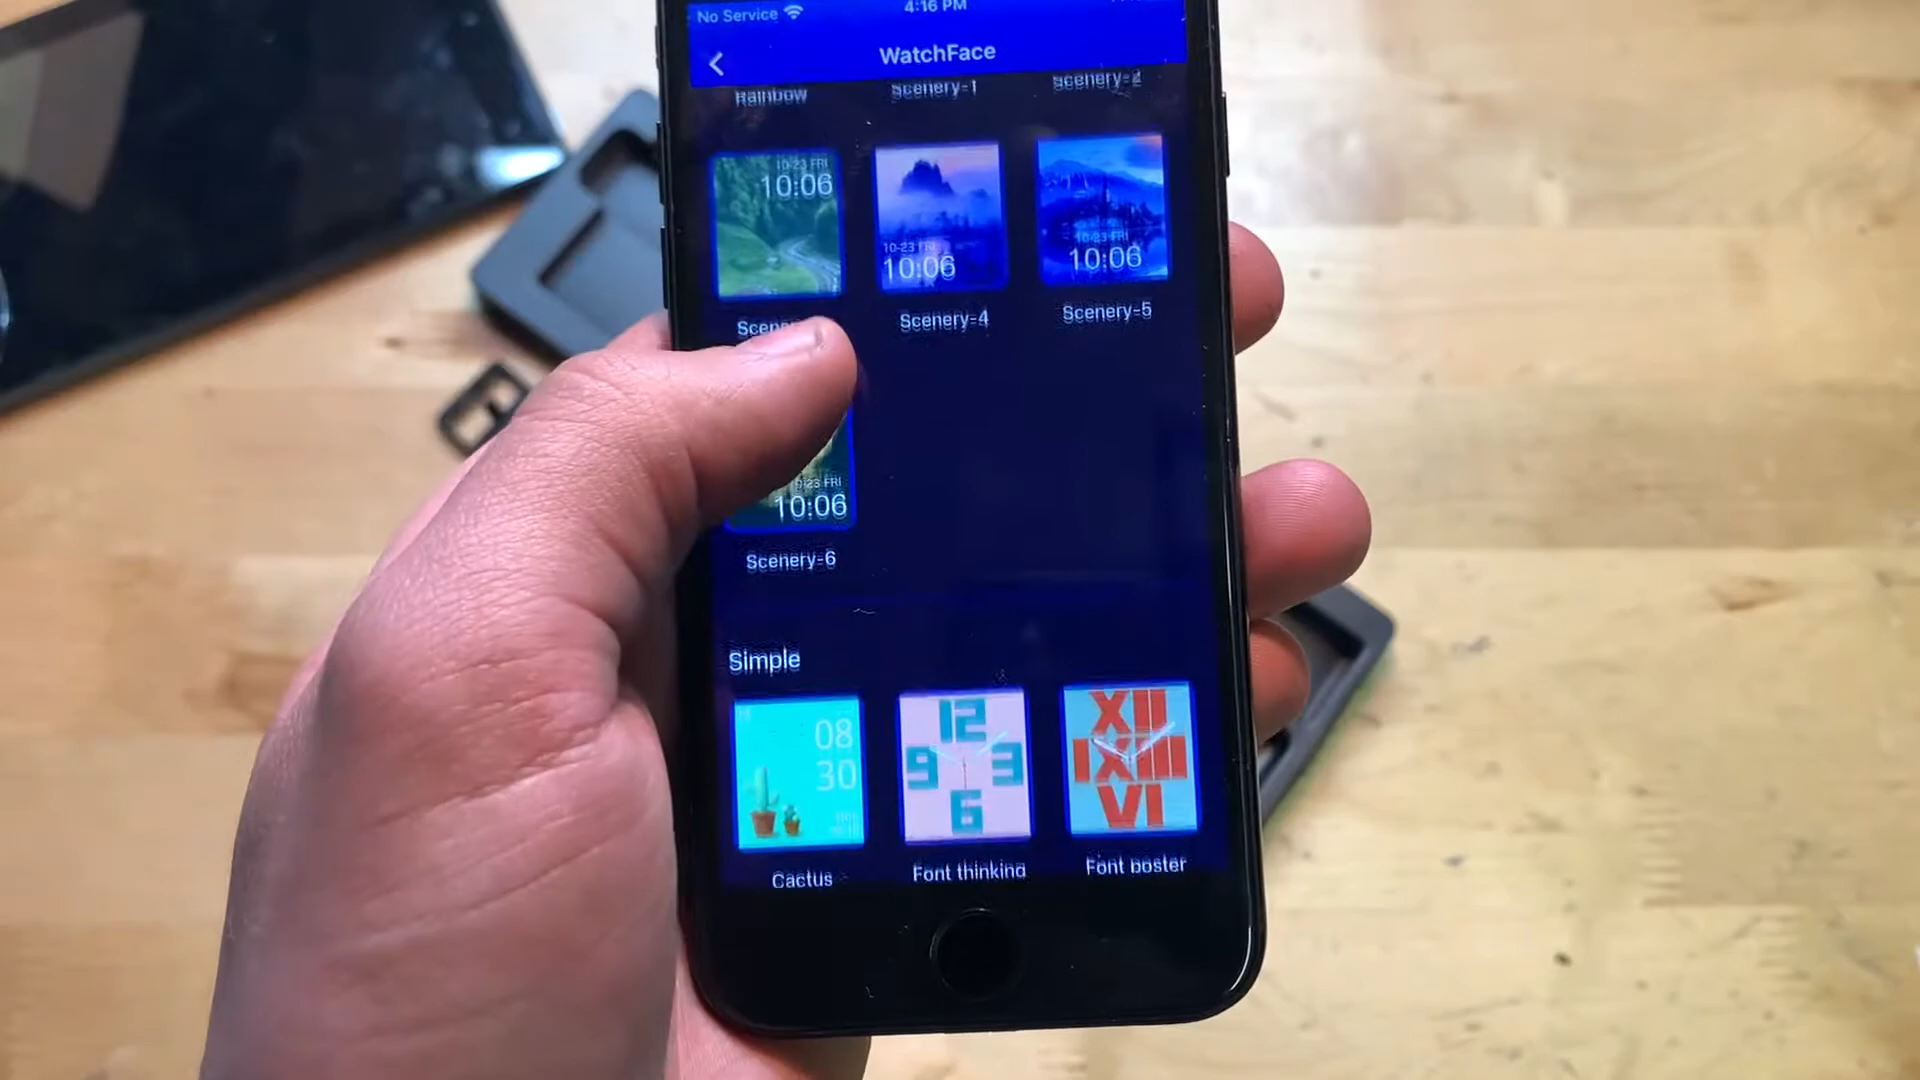 No Service
4:16 PM
WatchFace
Rainbow
Scenery-1
Scenery-2
10-23 FRI
10:06
10-23 FRI
10:06
10-23 FRI
10:06
Scenery-4
Scenery-5
10:06
Scenery-6
Simple
08
30
12
9
3
6
XII
IX III
VI
Cactus
Font thinking
Font poster